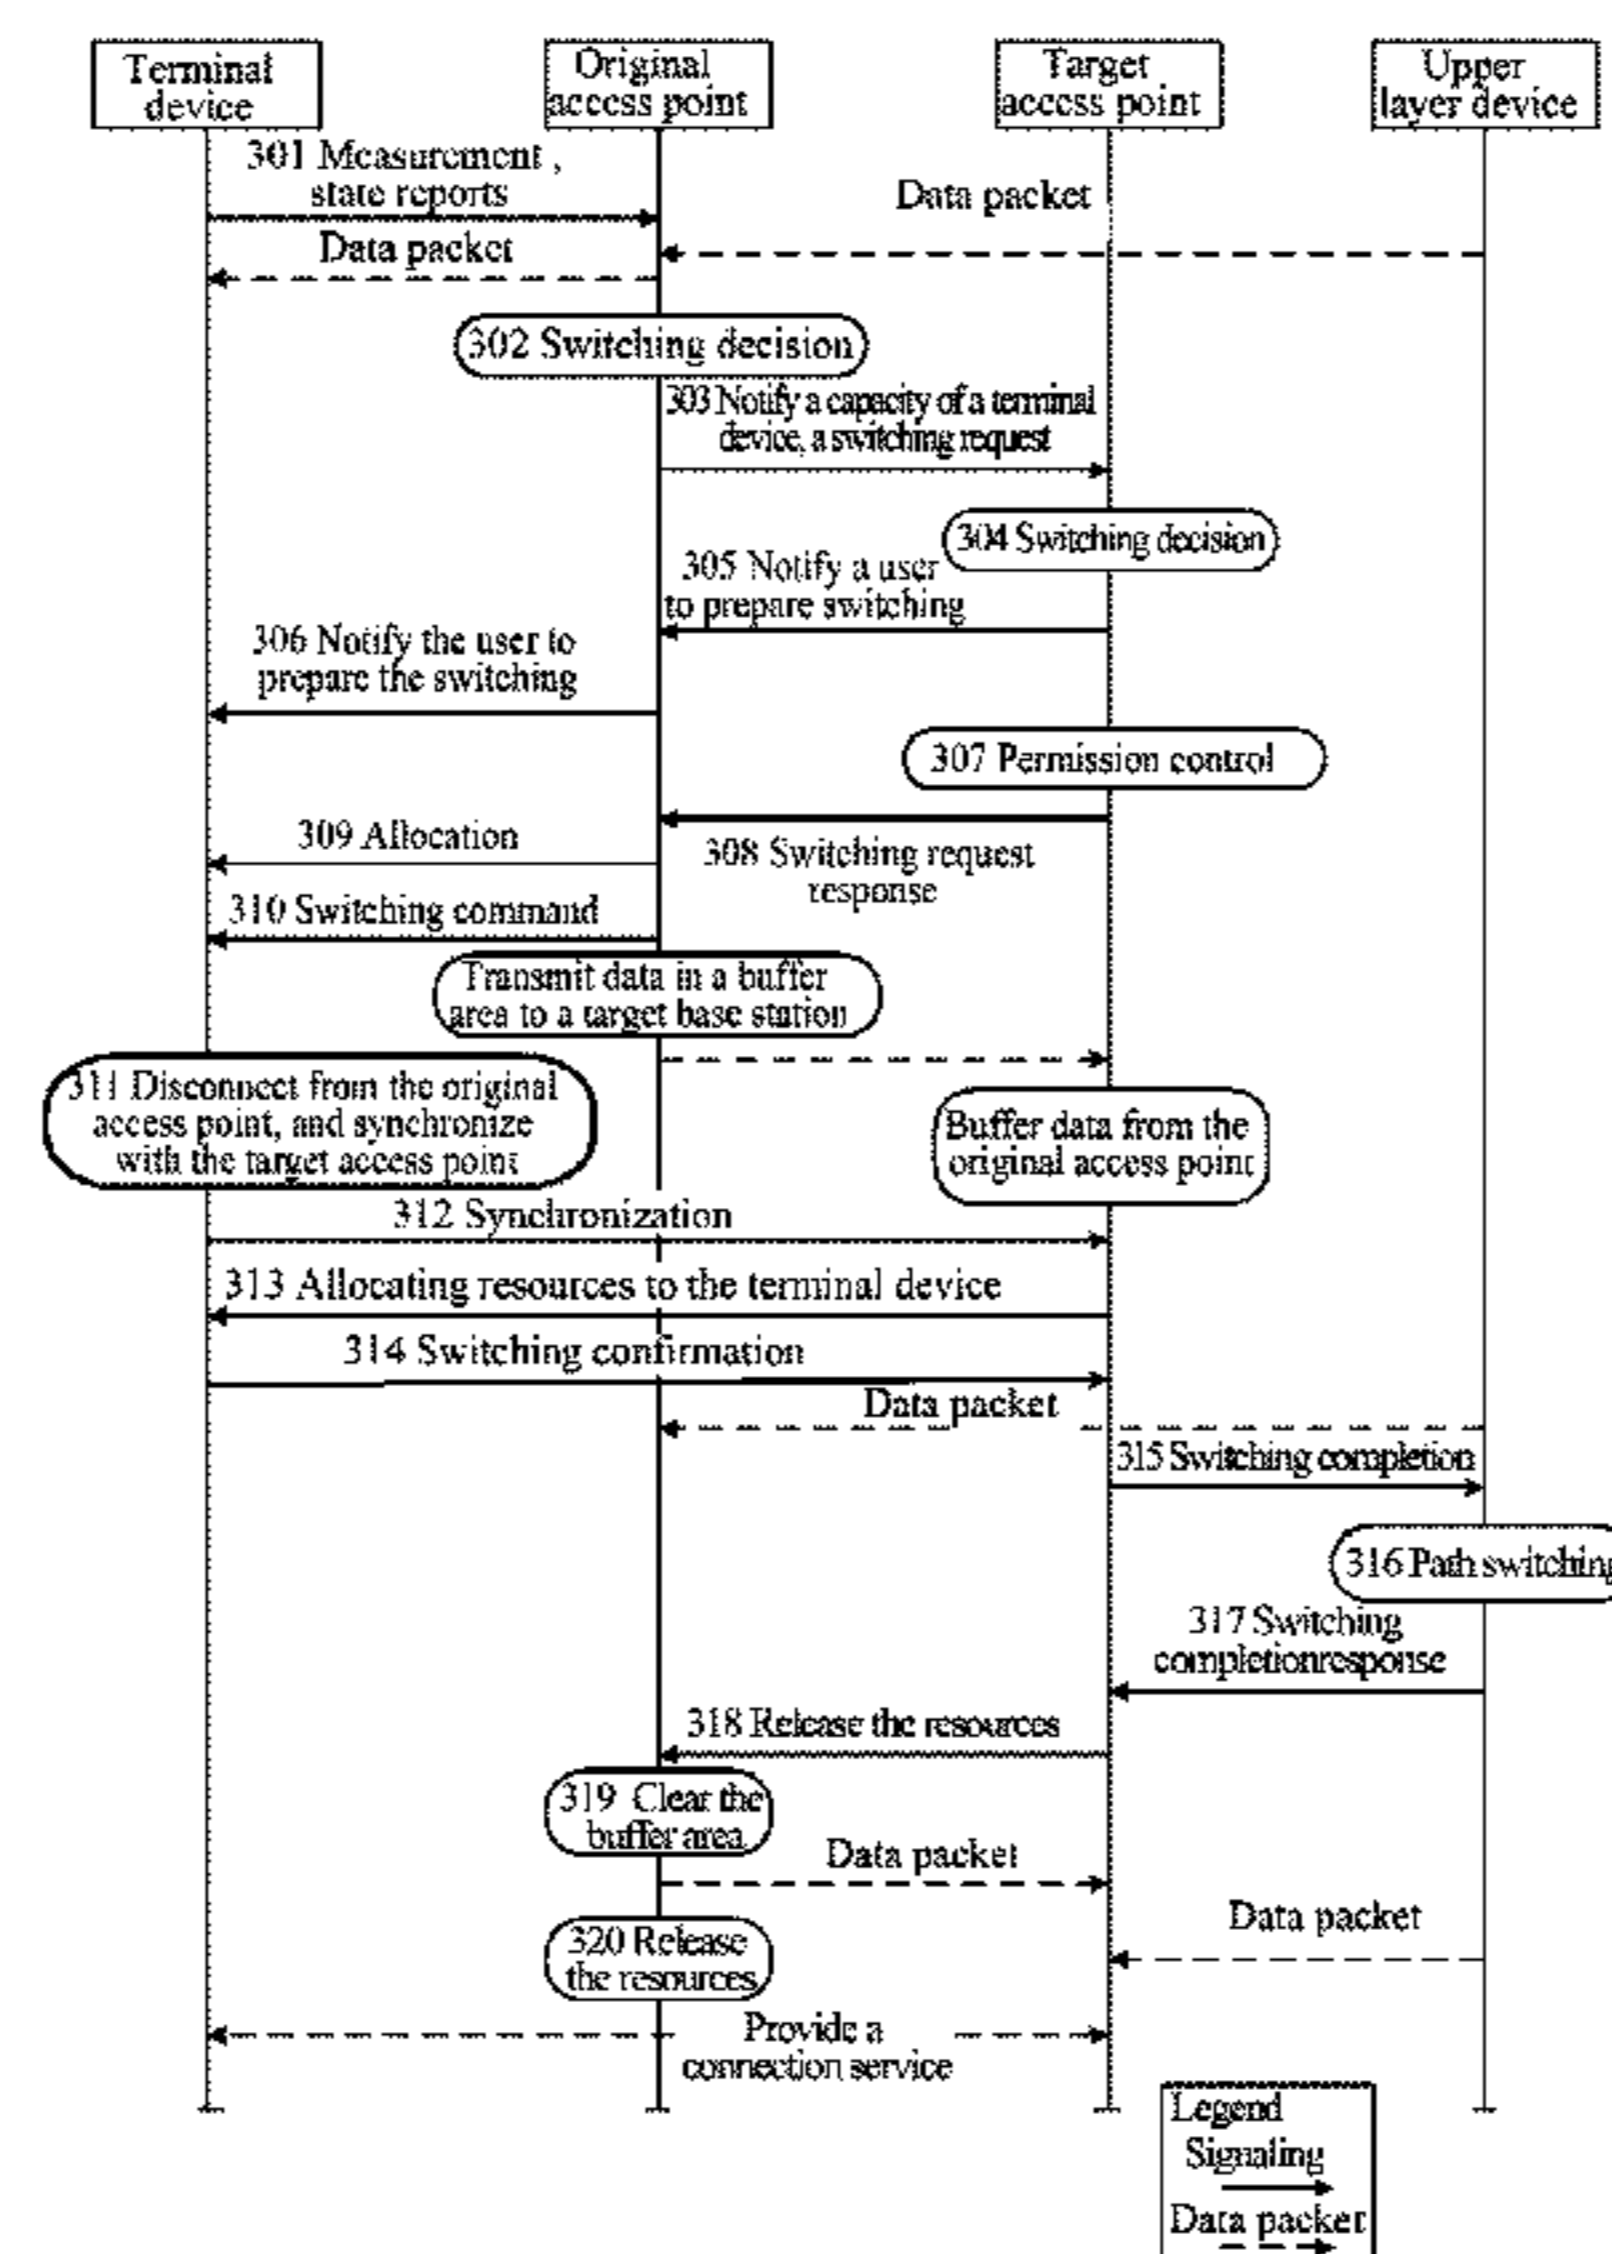 Terminal
device
Original
access point
Target
access point
Upper
layer device
301 Measurement ,
state reports
Data packet
Data packet
302 Switching decision
303 Notify a capacity of a terminal
device, a switching request
304 Switching decision
305 Notify a user
to prepare switching
306 Notify the user to
prepare the switching
307 Permission control
308 Switching request
response
309 Allocation
310 Switching command
Transmit data in a buffer
area to a target base station
311 Disconnect from the original
access point, and synchronize
with the target access point
Buffer data from the
original access point
312 Synchronization
313 Allocating resources to the terminal device
314 Switching confirmation
Data packet
315 Switching completion
316 Path switching
317 Switching
completionresponse
318 Release the resources
319 Clear the
buffer area
Data packet
Data packet
320 Release
the resources
Provide a
connection service
Legend
Signaling
Data packet